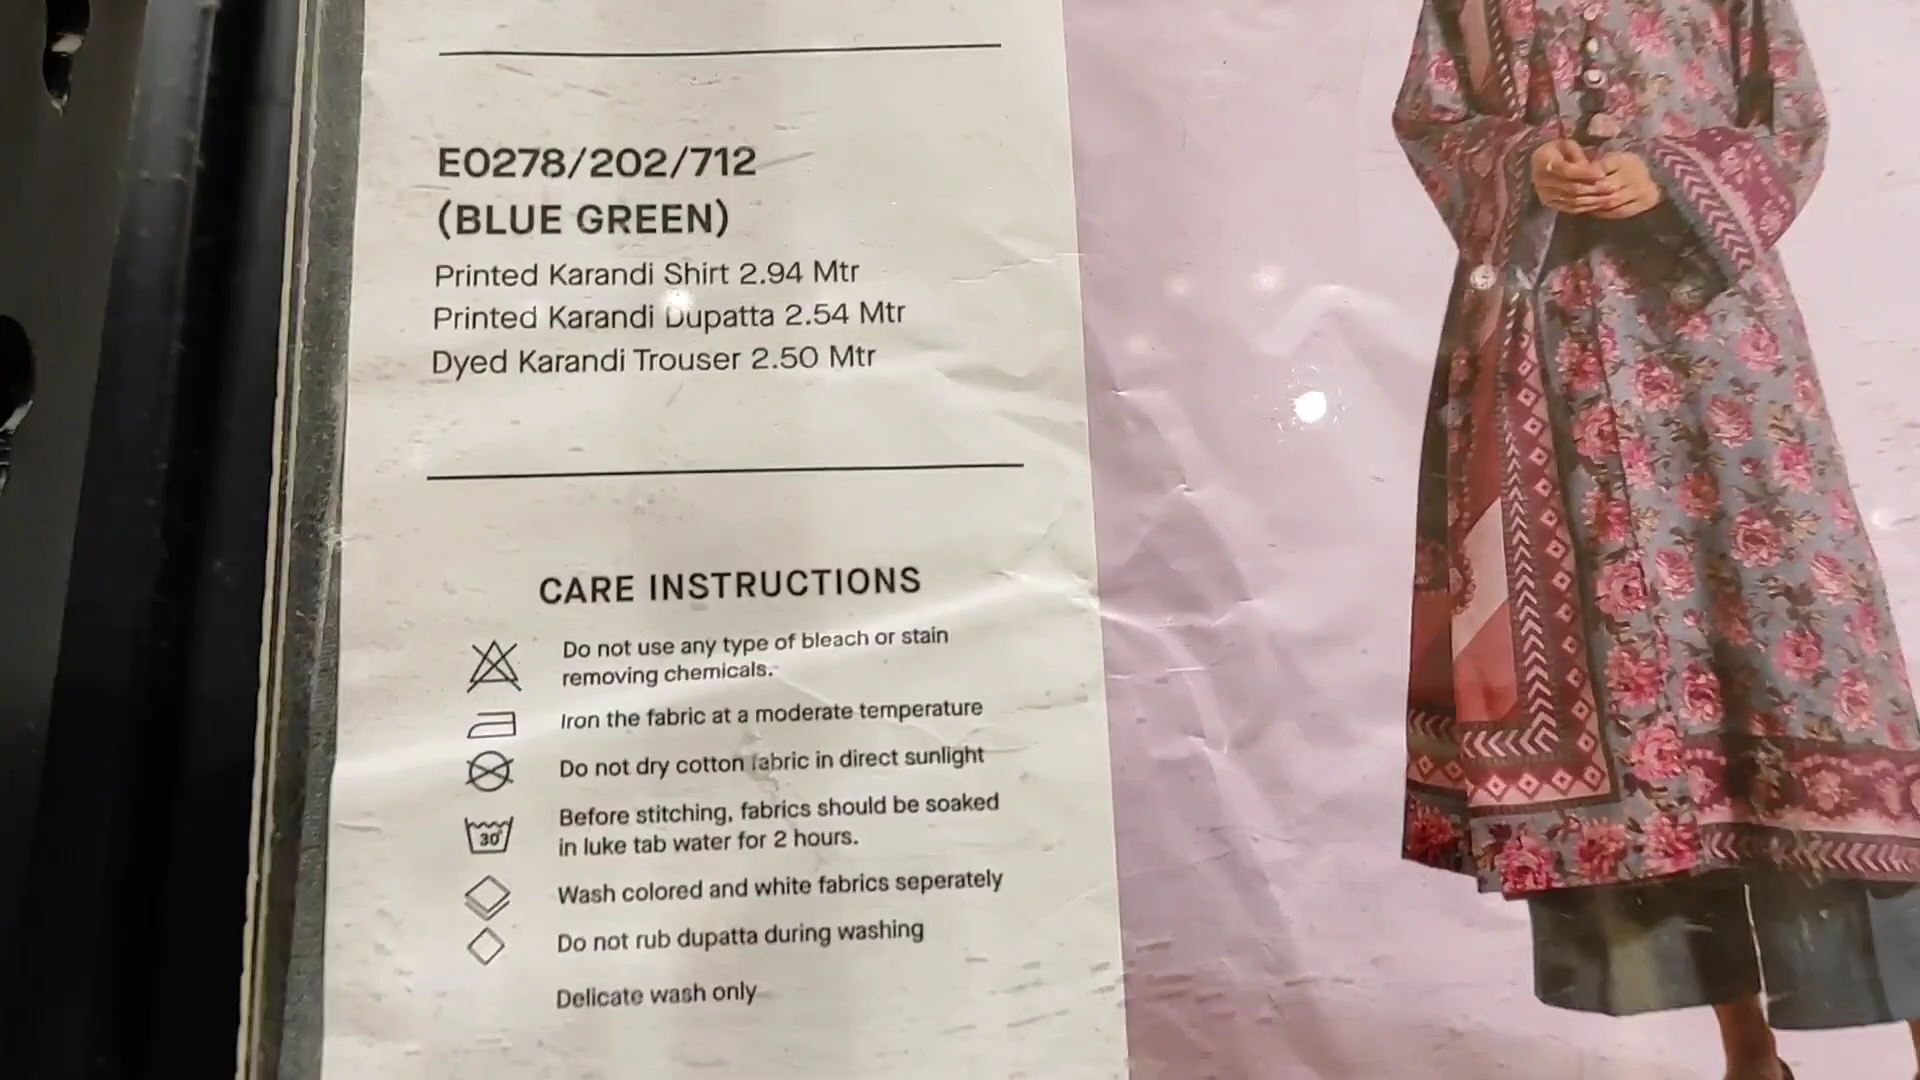 E0278/202/712
(BLUE GREEN)
Printed Karandi Shirt 2.94 Mtr
Printed Karandi Dupatta 2.54 Mtr
Dyed Karandi Trouser 2.50 Mtr
CARE INSTRUCTIONS
Do not use any type of bleach or stain
removing chemicals.
Iron the fabric at a moderate temperature
Do not dry cotton fabric in direct sunlight
Before stitching, fabrics should be soaked
30°
in luke tab water for 2 hours.
Wash colored and white fabrics seperately
Do not rub dupatta during washing
Delicate wash only